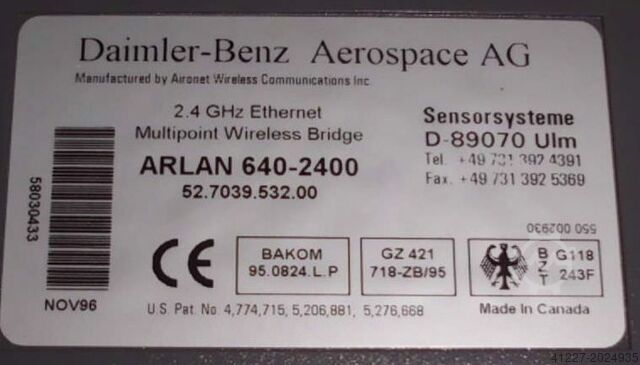 Daimler-Benz Aerospace AG
Manufactured by Aironet Wireless Communications Inc
2.4 GHz Ethernet
Multipoint Wireless Bridge
ARLAN 640-2400
52.7039.532.00
Sensorsysteme
D-89070 Ulm
Tel. +49 731 392 4391
Fax. +49 731 392 5369
58030433
NOV96
550 002930
CE
BAKOM
95.0824.L.P
GZ 421
718-ZB/95
BZT
G118
243F
U.S. Pat. No. 4,774,715; 5,206,881, 5,276,668
Made In Canada
41227-2024935